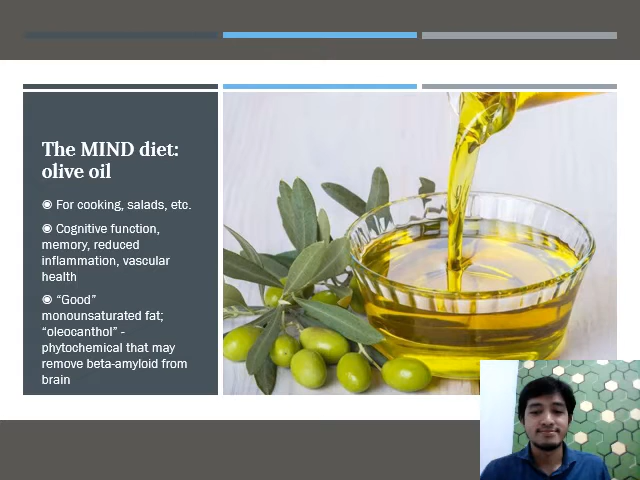 The MIND diet:
olive oil
◉ For cooking, salads, etc.
◉ Cognitive function,
memory, reduced
inflammation, vascular
health
◉ “Good”
monounsaturated fat;
“oleocanthol” -
phytochemical that may
remove beta-amyloid from
brain